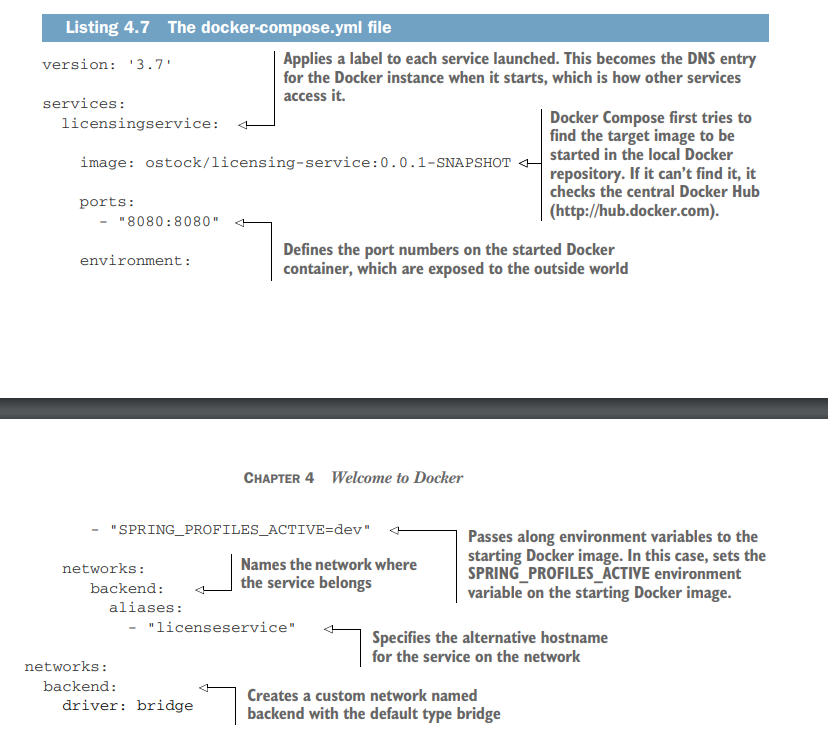 Listing 4.7 The docker-compose.yml file
version: '3.7'
Applies a label to each service launched. This becomes the DNS entry
for the Docker instance when it starts, which is how other services
access it.
services:
licensingservice:
Docker Compose first tries to
find the target image to be
started in the local Docker
repository. If it can't find it, it
checks the central Docker Hub
(http://hub.docker.com).
image: ostock/licensing-service:0.0.1-SNAPSHOT
ports:
- "8080:8080"
Defines the port numbers on the started Docker
container, which are exposed to the outside world
environment:
CHAPTER 4 Welcome to Docker
- "SPRING_PROFILES_ACTIVE=dev"
Passes along environment variables to the
starting Docker image. In this case, sets the
SPRING_PROFILES_ACTIVE environment
variable on the starting Docker image.
networks:
backend:
Names the network where
the service belongs
aliases:
- "licenseservice"
Specifies the alternative hostname
for the service on the network
networks:
backend:
driver: bridge
Creates a custom network named
backend with the default type bridge